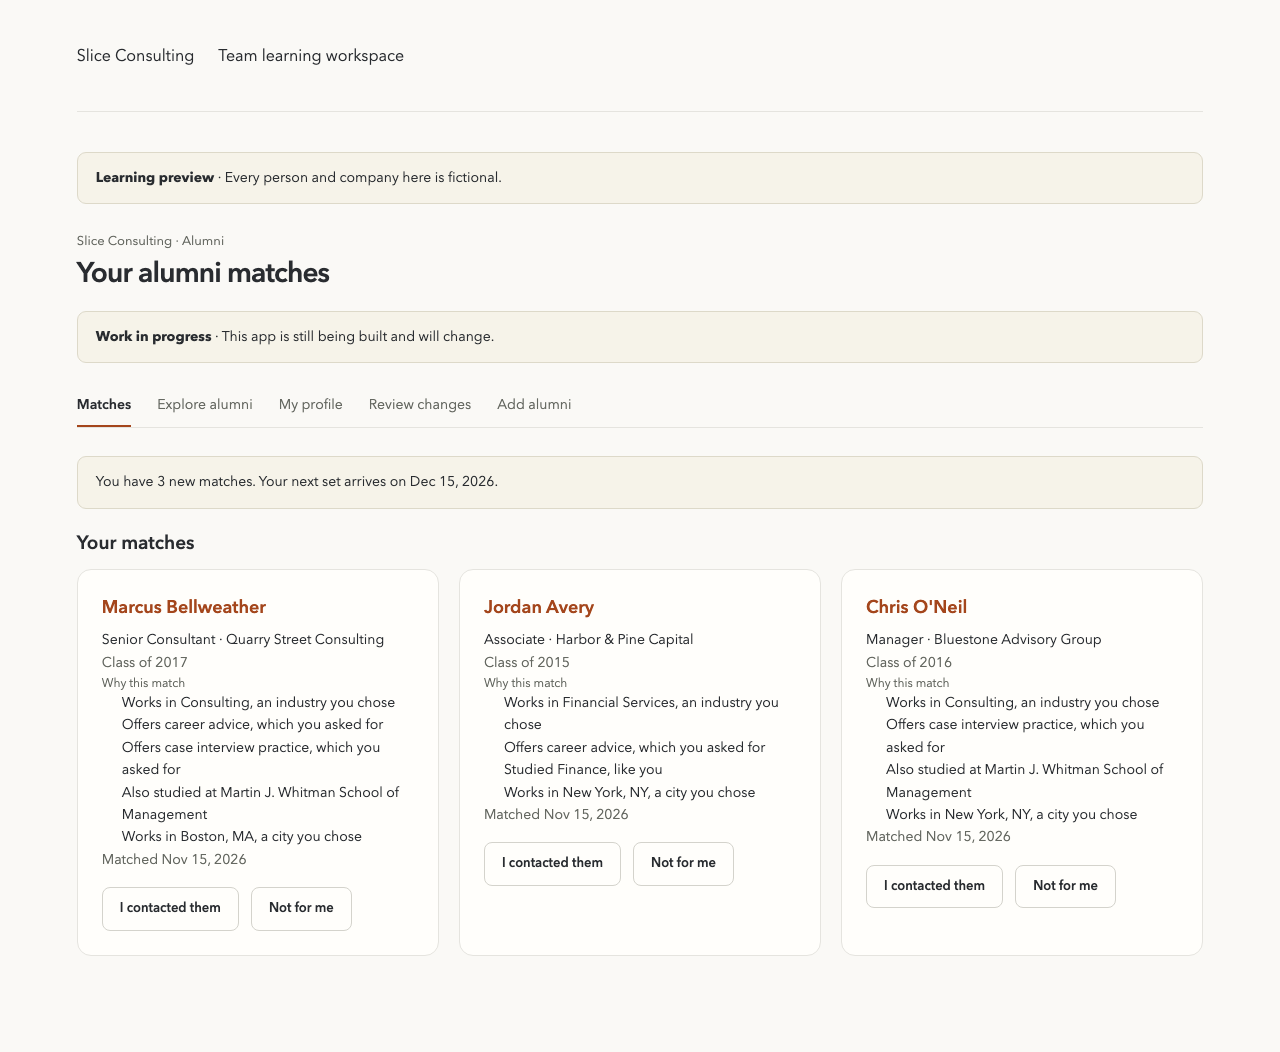 Slice Consulting Team learning workspace
Learning preview · Every person and company here is fictional.
Slice Consulting · Alumni
Your alumni matches
Work in progress · This app is still being built and will change.
Matches Explore alumni My profile Review changes Add alumni
You have 3 new matches. Your next set arrives on Dec 15, 2026.
Your matches
Marcus Bellweather
Senior Consultant · Quarry Street Consulting
Class of 2017
Why this match
Works in Consulting, an industry you chose
Offers career advice, which you asked for
Offers case interview practice, which you
asked for
Also studied at Martin J. Whitman School of
Management
Works in Boston, MA, a city you chose
Matched Nov 15, 2026
I contacted them Not for me
Jordan Avery
Associate · Harbor & Pine Capital
Class of 2015
Why this match
Works in Financial Services, an industry you
chose
Offers career advice, which you asked for
Studied Finance, like you
Works in New York, NY, a city you chose
Matched Nov 15, 2026
I contacted them Not for me
Chris O'Neil
Manager · Bluestone Advisory Group
Class of 2016
Why this match
Works in Consulting, an industry you chose
Offers case interview practice, which you
asked for
Also studied at Martin J. Whitman School of
Management
Works in New York, NY, a city you chose
Matched Nov 15, 2026
I contacted them Not for me